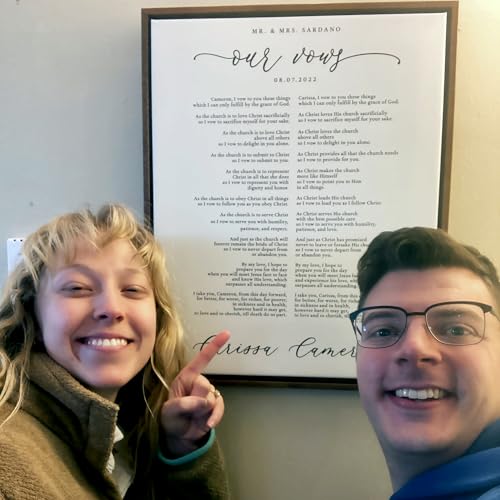 MR. & MRS. SARDANO
our vows
08.07.2022
Cameron, I vow to you these things
which I can only fulfill by the grace of God:
As the church is to love Christ sacrificially
so I vow to sacrifice myself for your sake.
As the church is to love Christ
above all others
so I vow to delight in you alone.
As the church is to submit to Christ
so I vow to submit to you.
As the church is to represent
Christ in all that she does
so I vow to represent you with
dignity and honor.
As the church is to obey Christ in all things
so I vow to follow you as you obey Christ.
As the church is to serve Christ
so I vow to serve you with humility,
patience, and respect.
And just as the church will
forever remain the bride of Christ
so I vow to never depart from
or abandon you.
By my love, I hope to
prepare you for the day
when you will meet Jesus face to face
and know His love, which
surpasses all understanding.
I take you, Cameron, from this day forward,
for better, for worse, for richer, for poorer,
in sickness and in health,
however hard it may get,
to love and to cherish, till death do us part.
Carissa, I vow to you these things
which I can only fulfill by the grace of God:
As Christ loves His church sacrificially
so I vow to sacrifice myself for your sake.
As Christ loves the church
above all others
so I vow to delight in you alone.
As Christ provides all that the church needs
so I vow to provide for you.
As Christ makes the church
more like Himself
so I vow to point you to Him
in all things.
As Christ leads His church
so I vow to lead you as I follow Christ.
As Christ serves His church
with the best possible care
so I vow to serve you with humility,
patience, and love.
And just as Christ has promised
never to leave or forsake His church
so I vow to never depart
or abandon you.
By my love, I hope to
prepare you for the day
when you will meet Jesus
and know His love, which
surpasses all understanding
I take you, Carissa, from this
for better, for worse, for
in sickness and in health,
however hard it may
to love and to cherish,